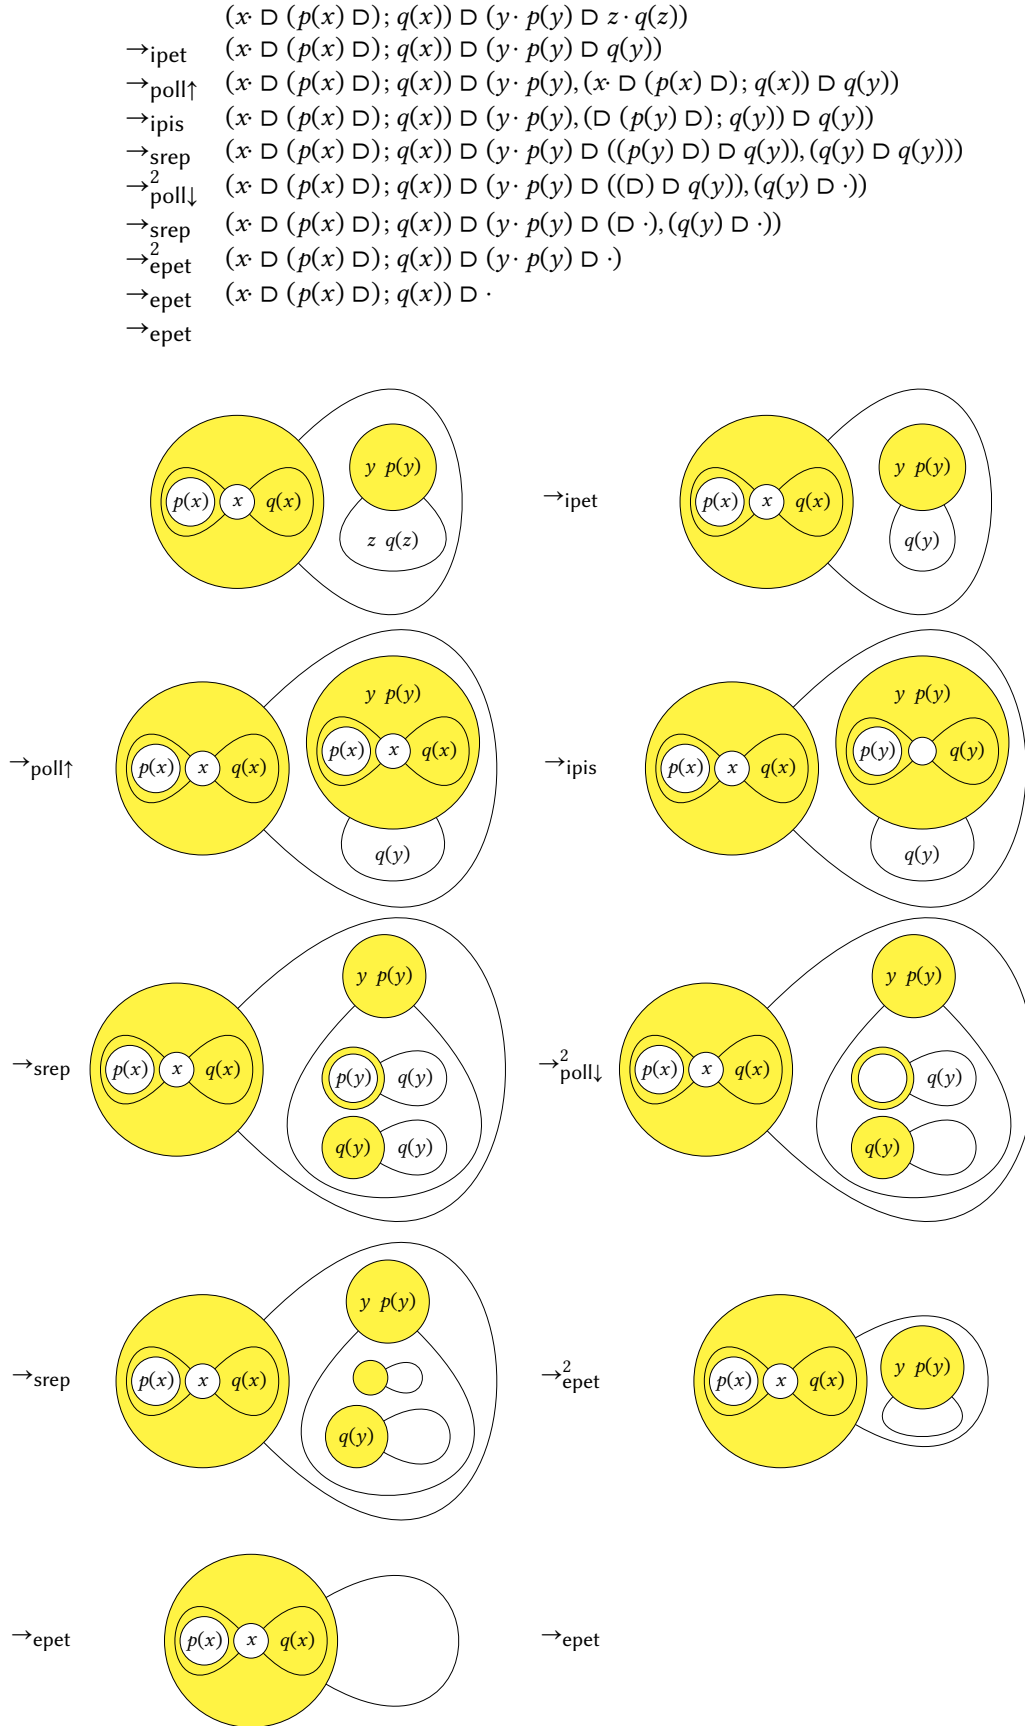 (x· ⊐ (p(x) ⊐) ; q(x)) ⊐ (y · p(y) ⊐ z · q(z))
→ipet (x· ⊐ (p(x) ⊐) ; q(x)) ⊐ (y · p(y) ⊐ q(y))
→poll↑ (x· ⊐ (p(x) ⊐) ; q(x)) ⊐ (y · p(y), (x· ⊐ (p(x) ⊐) ; q(x)) ⊐ q(y))
→ipis (x· ⊐ (p(x) ⊐) ; q(x)) ⊐ (y · p(y), (⊐ (p(y) ⊐) ; q(y)) ⊐ q(y))
→srep (x· ⊐ (p(x) ⊐) ; q(x)) ⊐ (y · p(y) ⊐ ((p(y) ⊐) ⊐ q(y)), (q(y) ⊐ q(y)))
→²poll↓ (x· ⊐ (p(x) ⊐) ; q(x)) ⊐ (y · p(y) ⊐ ((⊐) ⊐ q(y)), (q(y) ⊐ ·))
→srep (x· ⊐ (p(x) ⊐) ; q(x)) ⊐ (y · p(y) ⊐ (⊐ ·), (q(y) ⊐ ·))
→²epet (x· ⊐ (p(x) ⊐) ; q(x)) ⊐ (y · p(y) ⊐ ·)
→epet (x· ⊐ (p(x) ⊐) ; q(x)) ⊐ ·
→epet
y p(y)
p(x) x q(x)
z q(z)
→ipet
y p(y)
p(x) x q(x)
q(y)
→poll↑
y p(y)
p(x) x q(x)
p(x) x q(x)
q(y)
→ipis
y p(y)
p(y) q(y)
p(x) x q(x)
q(y)
→srep
y p(y)
p(x) x q(x)
p(y) q(y)
q(y) q(y)
→²poll↓
y p(y)
p(x) x q(x)
q(y)
q(y)
→srep
y p(y)
p(x) x q(x)
q(y)
→²epet
y p(y)
p(x) x q(x)
→epet
p(x) x q(x)
→epet